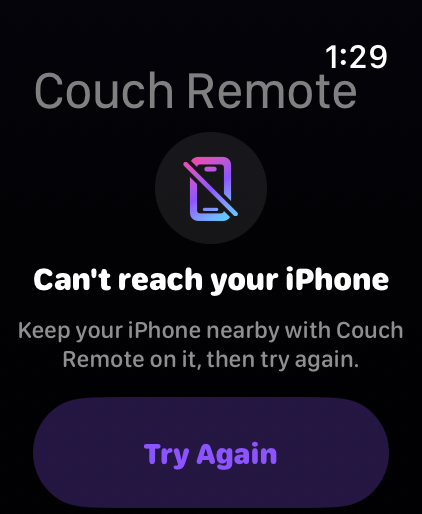 1:29
Couch Remote
Can't reach your iPhone
Keep your iPhone nearby with Couch
Remote on it, then try again.
Try Again